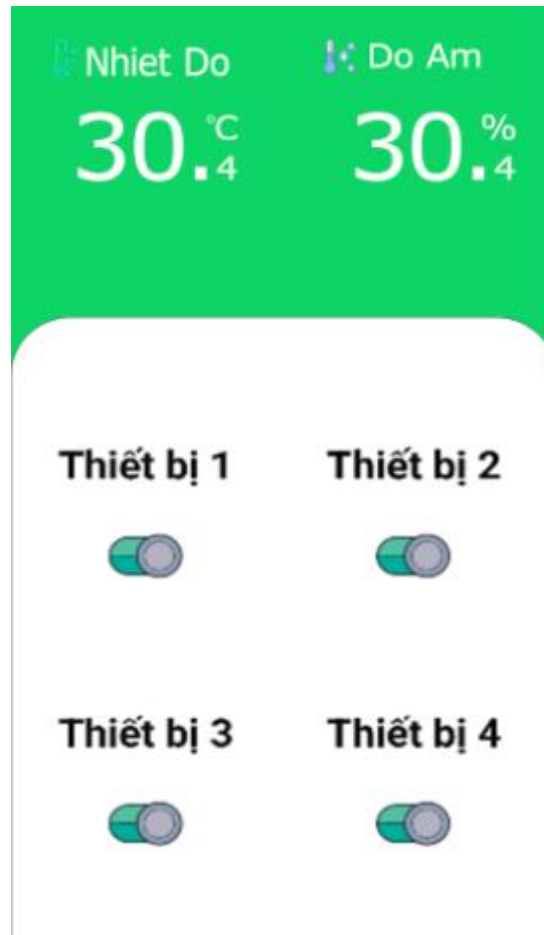 Nhiet Do
Do Am
30.4 °C
30.4 %
Thiết bị 1
Thiết bị 2
Thiết bị 3
Thiết bị 4